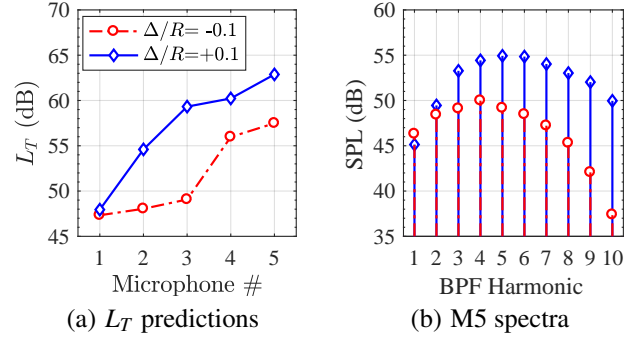 70
65
60
55
50
45
L_T (dB)
Δ/R= -0.1
Δ/R=+0.1
1 2 3 4 5
Microphone #
(a) L_T predictions
60
55
50
45
40
35
SPL (dB)
1 2 3 4 5 6 7 8 9 10
BPF Harmonic
(b) M5 spectra